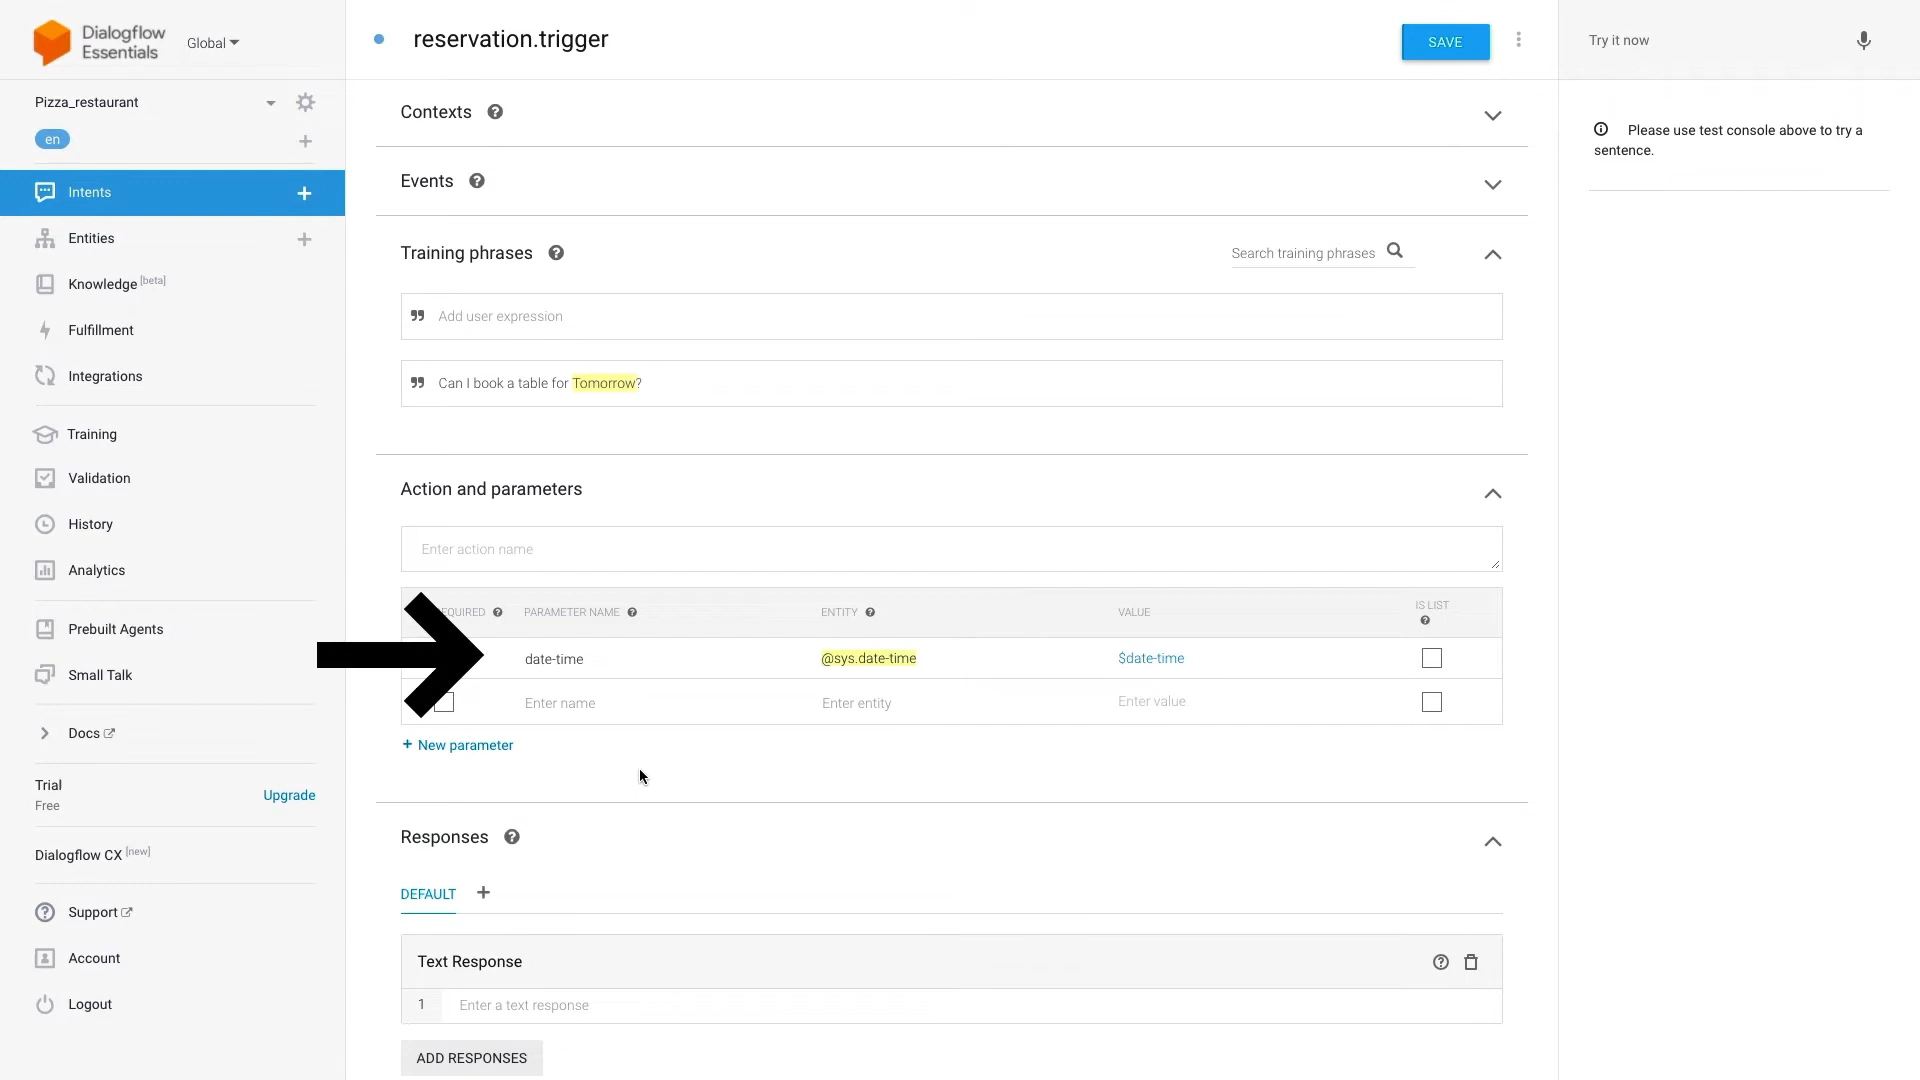 Dialogflow
Essentials
Global
reservation.trigger
SAVE
Try it now
Pizza_restaurant
en
Please use test console above to try a
sentence.
Intents
Entities
Knowledge [beta]
Fulfillment
Integrations
Training
Validation
History
Analytics
Prebuilt Agents
Small Talk
Docs
Trial
Free
Upgrade
Dialogflow CX [new]
Support
Account
Logout
Contexts
Events
Training phrases
Search training phrases
Add user expression
Can I book a table for Tomorrow?
Action and parameters
Enter action name
PARAMETER NAME ENTITY VALUE IS LIST
date-time @sys.date-time $date-time
Enter name Enter entity Enter value
+ New parameter
Responses
DEFAULT +
Text Response
1 Enter a text response
ADD RESPONSES